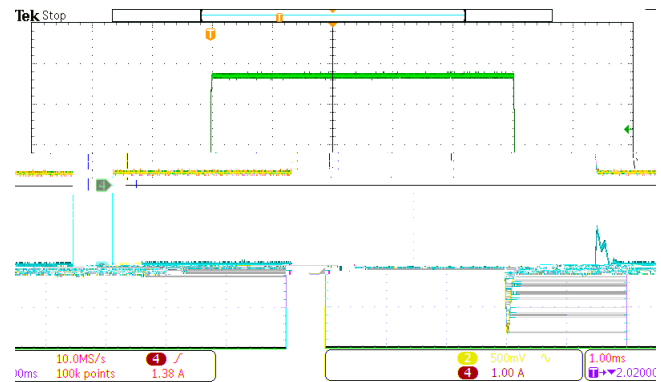 Tek Stop
T
T
4
10.0MS/s 4
00ms 100k points 1.38 A
2 500mV
4 1.00 A
1.00ms
T→▼2.02000